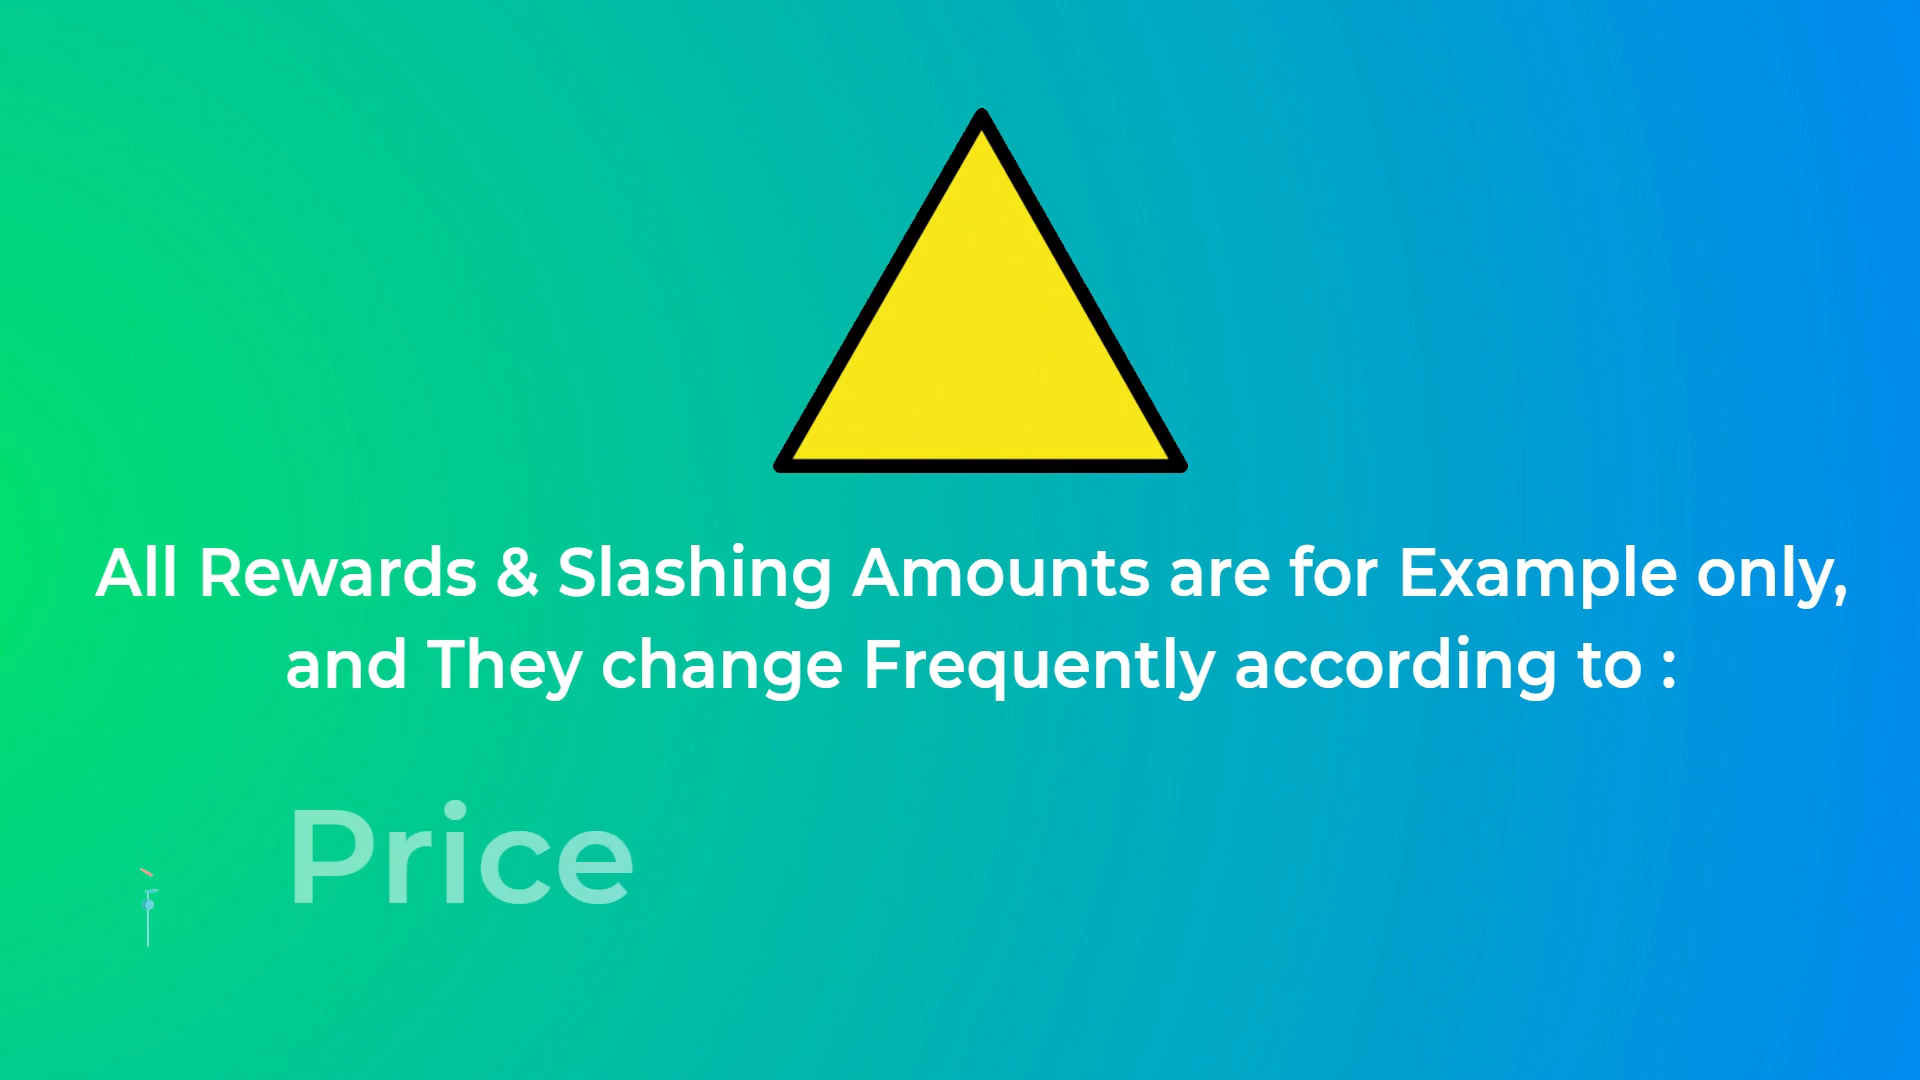 All Rewards & Slashing Amounts are for Example only,
and They change Frequently according to :
Price